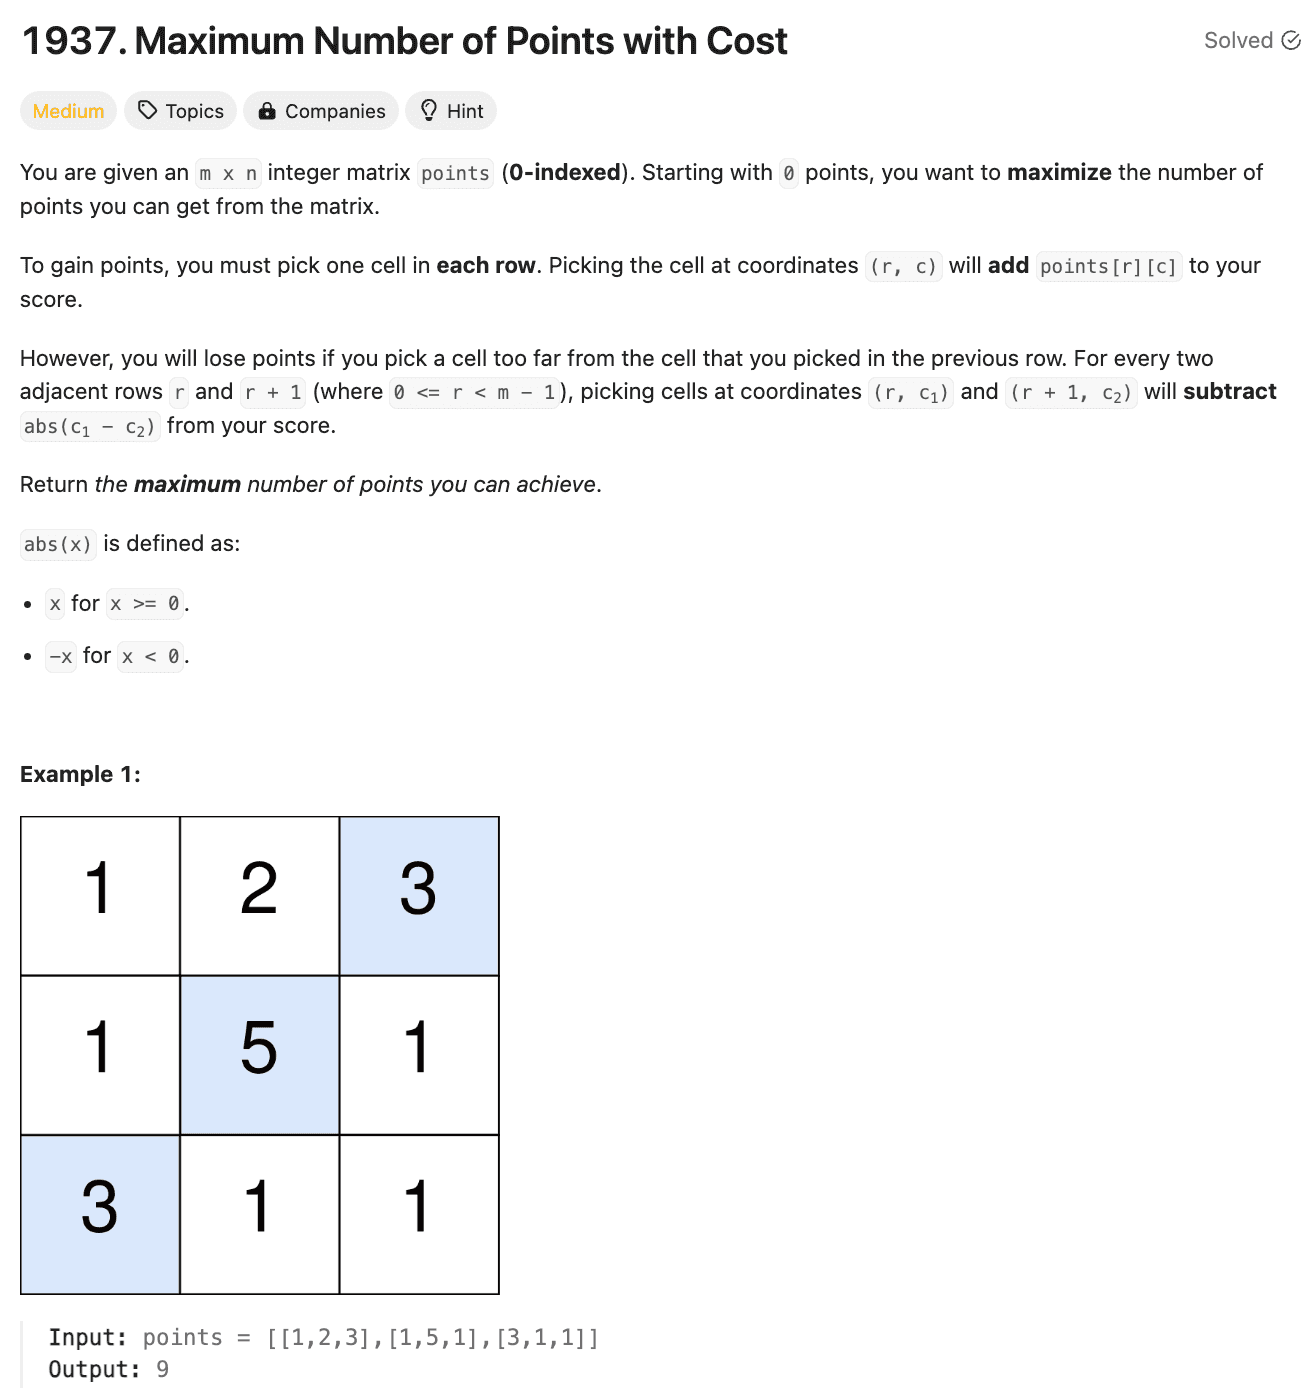 1937. Maximum Number of Points with Cost
Solved
Medium Topics Companies Hint
You are given an m x n integer matrix points (0-indexed). Starting with 0 points, you want to maximize the number of
points you can get from the matrix.
To gain points, you must pick one cell in each row. Picking the cell at coordinates (r, c) will add points[r][c] to your
score.
However, you will lose points if you pick a cell too far from the cell that you picked in the previous row. For every two
adjacent rows r and r + 1 (where 0 <= r < m - 1), picking cells at coordinates (r, c₁) and (r + 1, c₂) will subtract
abs(c₁ - c₂) from your score.
Return the maximum number of points you can achieve.
abs(x) is defined as:
• x for x >= 0.
• -x for x < 0.
Example 1:
1 2 3
1 5 1
3 1 1
Input: points = [[1,2,3],[1,5,1],[3,1,1]]
Output: 9